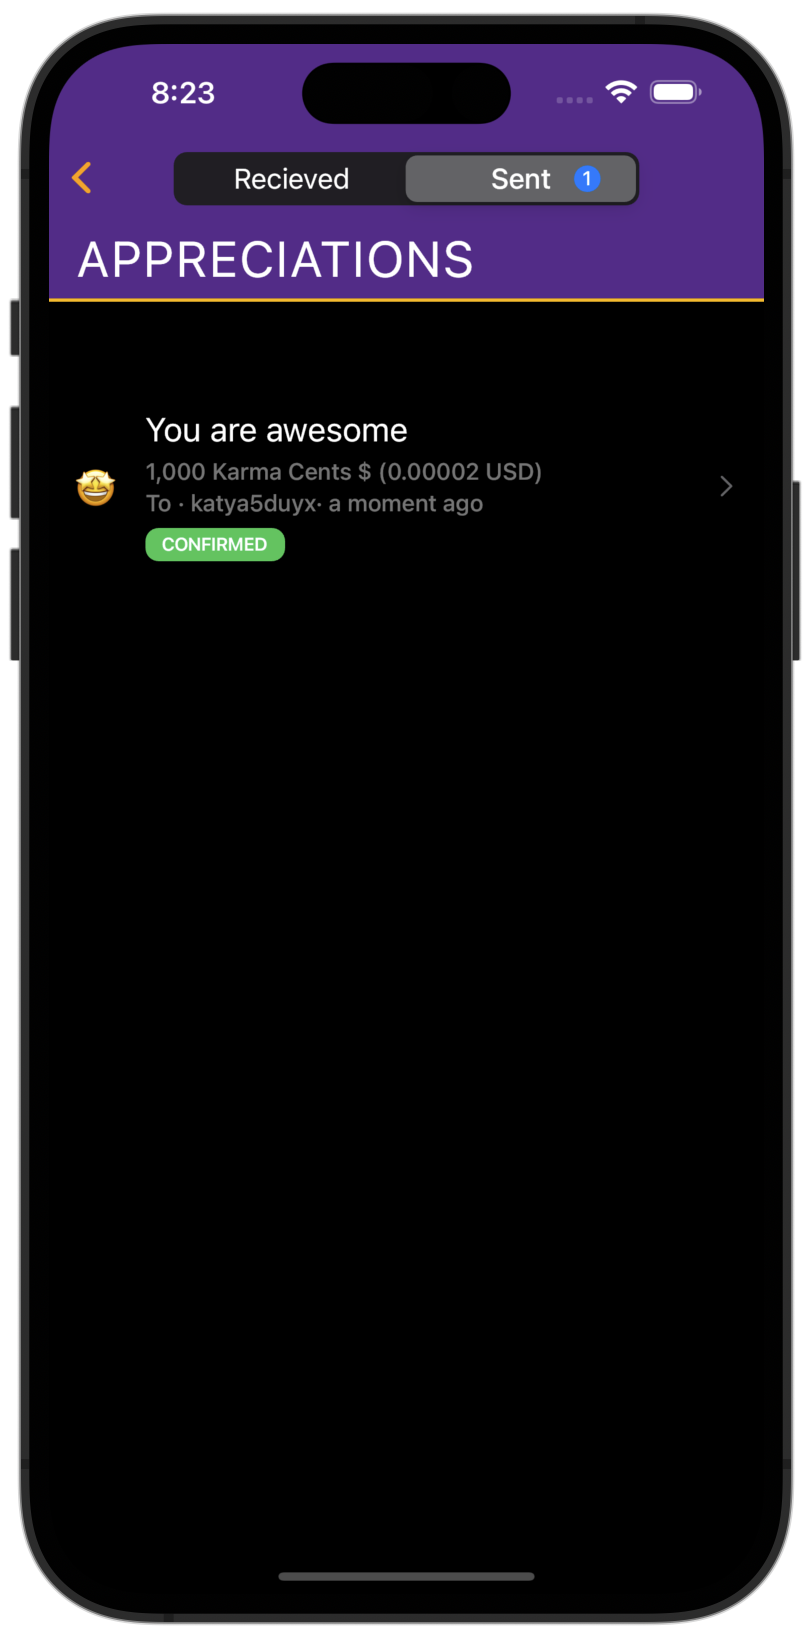 8:23
Recieved Sent 1
APPRECIATIONS
You are awesome
1,000 Karma Cents $ (0.00002 USD)
To · katya5duyx· a moment ago
CONFIRMED